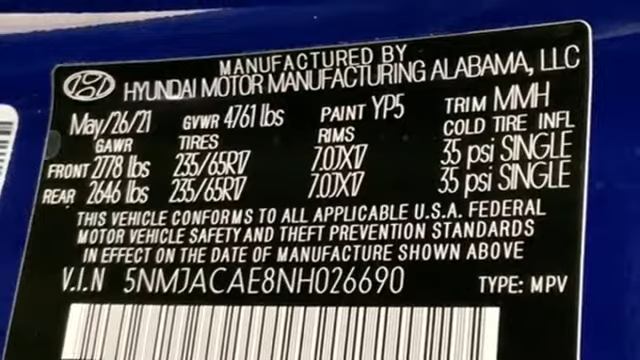 MANUFACTURED BY
HYUNDAI MOTOR MANUFACTURING ALABAMA, LLC
May/26/21 GVWR 4761 lbs PAINT YP5 TRIM MMH
GAWR TIRES RIMS COLD TIRE INFL
FRONT 2778 lbs 235/65R17 7.0JX17 35 psi SINGLE
REAR 2646 lbs 235/65R17 7.0JX17 35 psi SINGLE
THIS VEHICLE CONFORMS TO ALL APPLICABLE U.S.A. FEDERAL
MOTOR VEHICLE SAFETY AND THEFT PREVENTION STANDARDS
IN EFFECT ON THE DATE OF MANUFACTURE SHOWN ABOVE
V.I.N 5NMJACAE8NH026690 TYPE: MPV